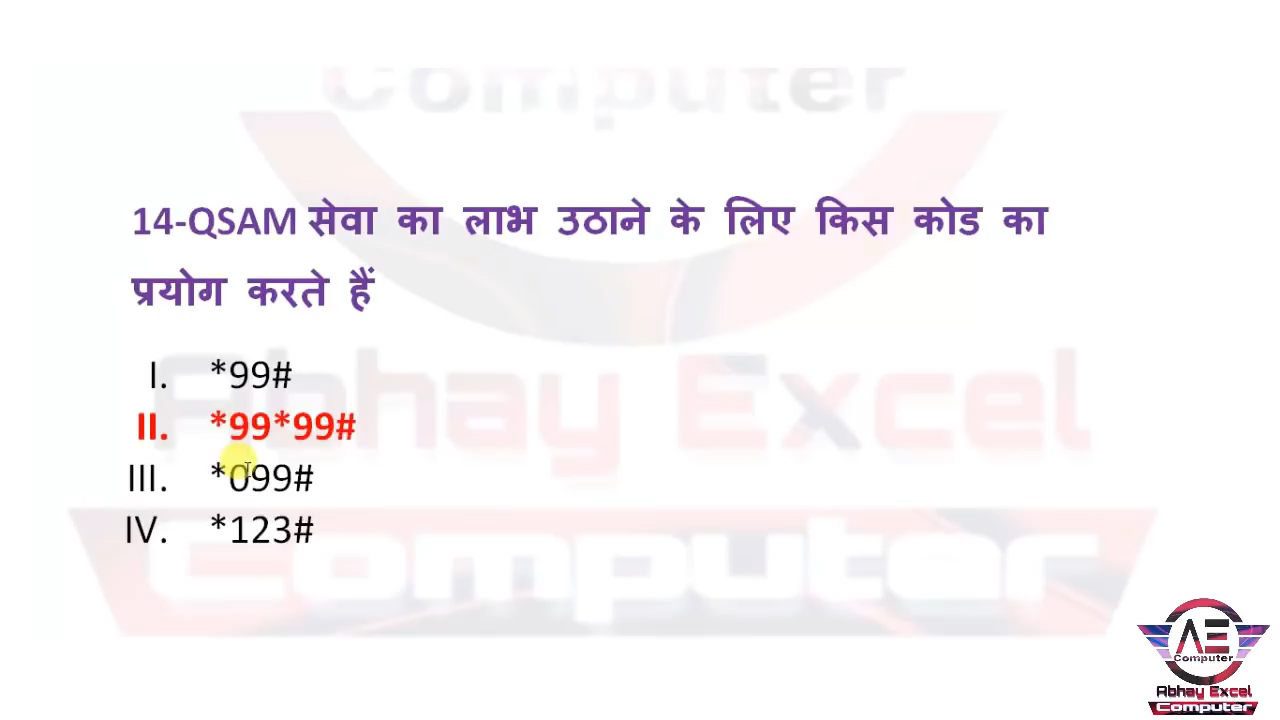 Computer
14-QSAM सेवा का लाभ उठाने के लिए किस कोड का
प्रयोग करते हैं
I. *99#
II. *99*99#
III. *099#
IV. *123#
Abhay Excel
Computer
AE
Computer
Abhay Excel
Computer